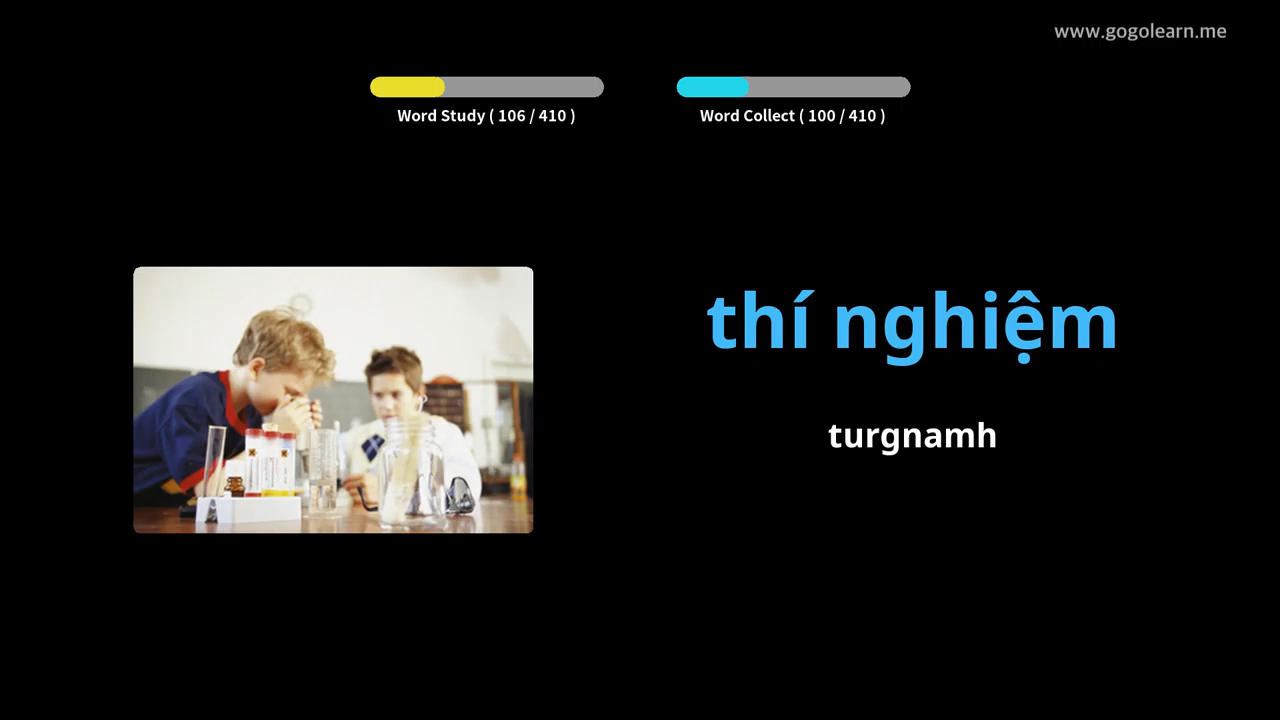 www.gogolearn.me
Word Study ( 106 / 410 )
Word Collect ( 100 / 410 )
thí nghiệm
turgnamh